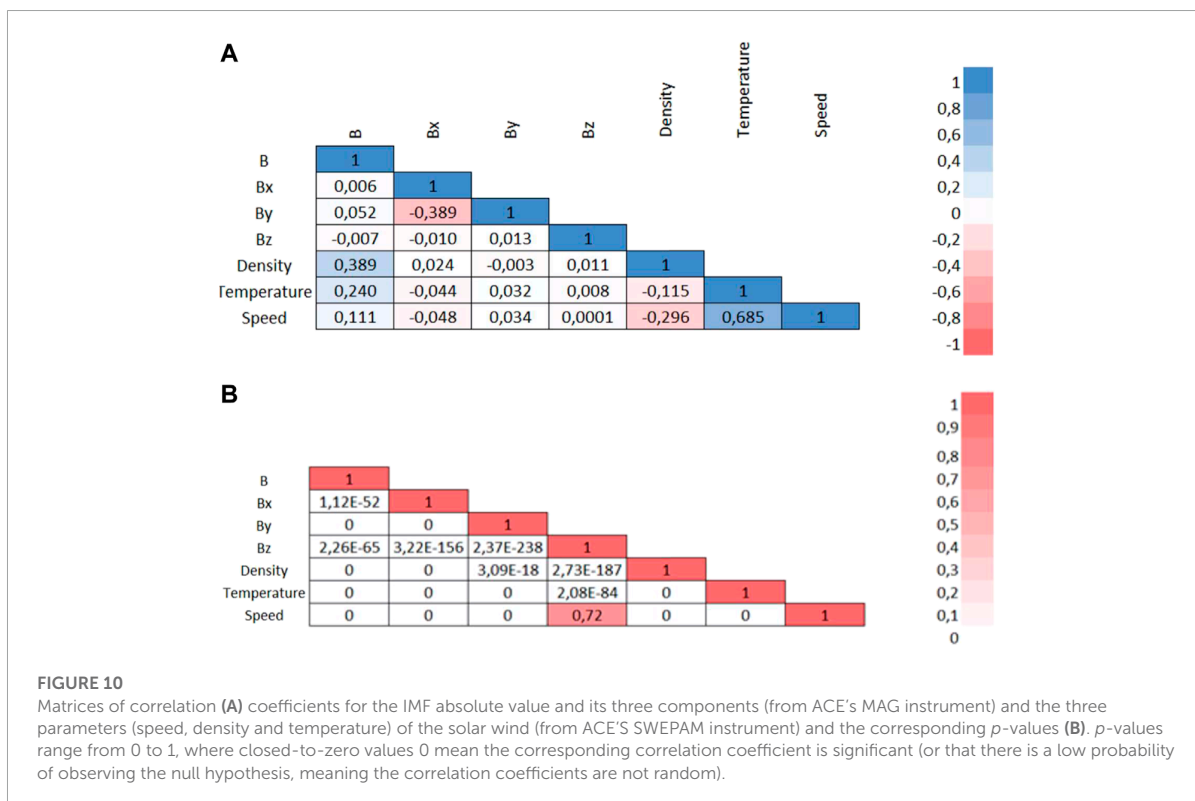 A
B Bx By Bz Density Temperature Speed
B 1
Bx 0,006 1
By 0,052 -0,389 1
Bz -0,007 -0,010 0,013 1
Density 0,389 0,024 -0,003 0,011 1
Temperature 0,240 -0,044 0,032 0,008 -0,115 1
Speed 0,111 -0,048 0,034 0,0001 -0,296 0,685 1
1
0,8
0,6
0,4
0,2
0
-0,2
-0,4
-0,6
-0,8
-1
B
B 1
Bx 1,12E-52 1
By 0 0 1
Bz 2,26E-65 3,22E-156 2,37E-238 1
Density 0 0 3,09E-18 2,73E-187 1
Temperature 0 0 0 2,08E-84 0 1
Speed 0 0 0 0,72 0 0 1
1
0,9
0,8
0,7
0,6
0,5
0,4
0,3
0,2
0,1
0
FIGURE 10
Matrices of correlation (A) coefficients for the IMF absolute value and its three components (from ACE's MAG instrument) and the three
parameters (speed, density and temperature) of the solar wind (from ACE'S SWEPAM instrument) and the corresponding p-values (B). p-values
range from 0 to 1, where closed-to-zero values 0 mean the corresponding correlation coefficient is significant (or that there is a low probability
of observing the null hypothesis, meaning the correlation coefficients are not random).